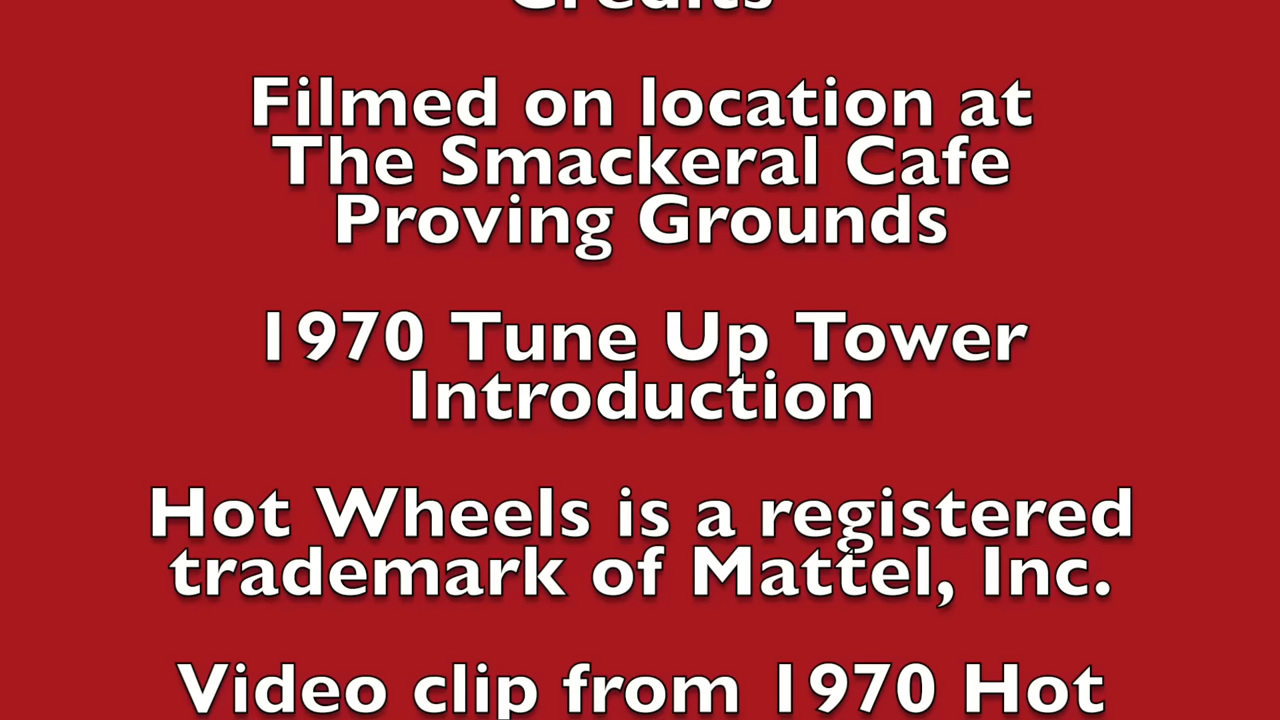 Credits
Filmed on location at
The Smackeral Cafe
Proving Grounds
1970 Tune Up Tower
Introduction
Hot Wheels is a registered
trademark of Mattel, Inc.
Video clip from 1970 Hot